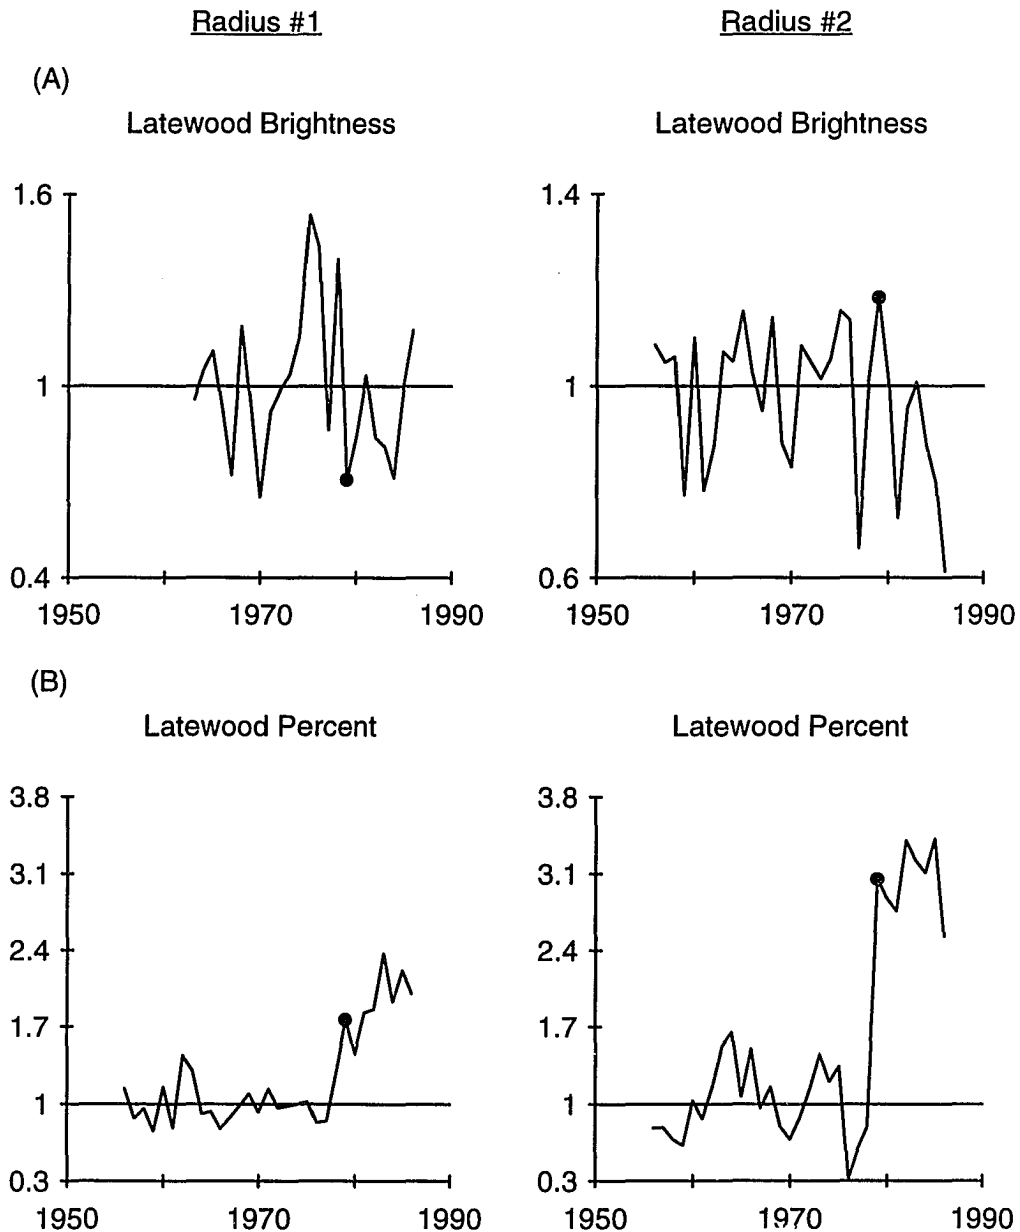 Radius #1 Radius #2
(A)
Latewood Brightness Latewood Brightness
1.6 1.4
1 1
0.4 0.6
1950 1970 1990 1950 1970 1990
(B)
Latewood Percent Latewood Percent
3.8 3.8
3.1 3.1
2.4 2.4
1.7 1.7
1 1
0.3 0.3
1950 1970 1990 1950 1970 1990